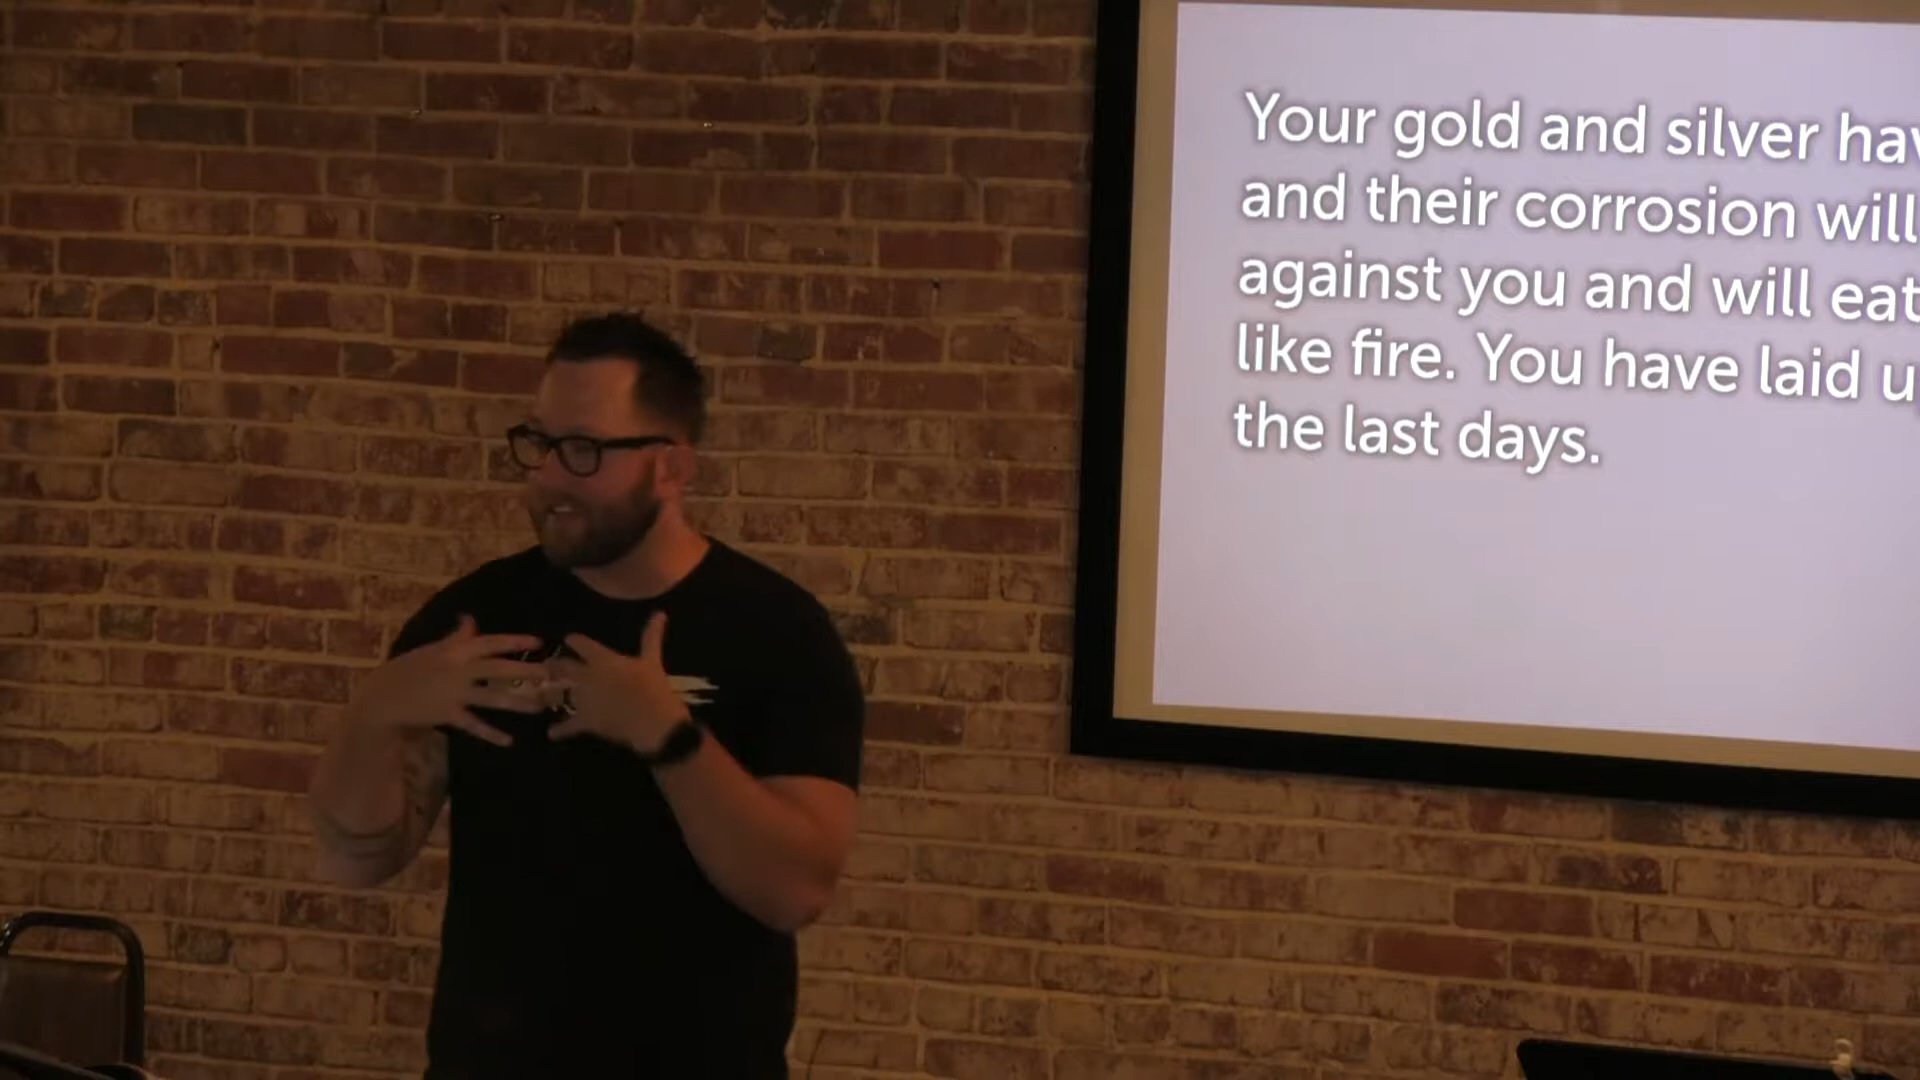 Your gold and silver
and their corrosion will
against you and will eat
like fire. You have laid
the last days.